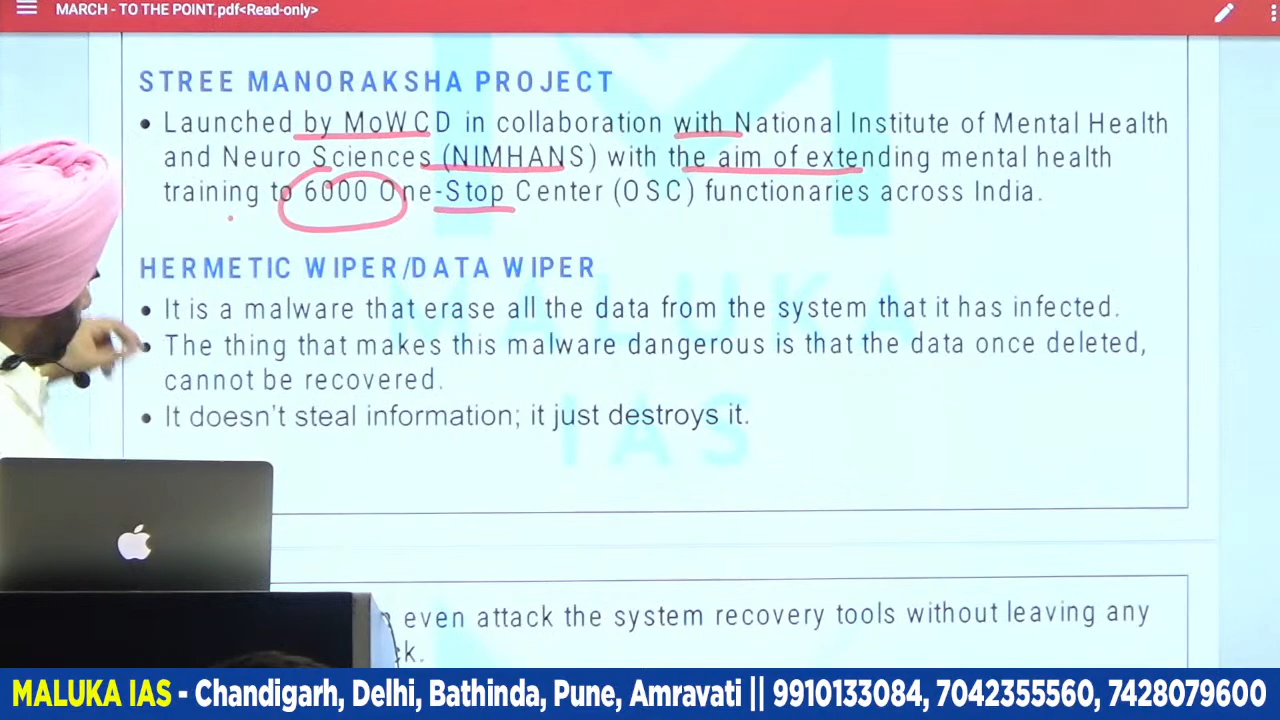 MARCH - TO THE POINT.pdf<Read-only>
STREE MANORAKSHA PROJECT
• Launched by MoWCD in collaboration with National Institute of Mental Health
and Neuro Sciences (NIMHANS) with the aim of extending mental health
training to 6000 One-Stop Center (OSC) functionaries across India.
HERMETIC WIPER/DATA WIPER
• It is a malware that erase all the data from the system that it has infected.
• The thing that makes this malware dangerous is that the data once deleted,
cannot be recovered.
• It doesn't steal information; it just destroys it.
MALUKA
IAS
even attack the system recovery tools without leaving any
MALUKA IAS - Chandigarh, Delhi, Bathinda, Pune, Amravati || 9910133084, 7042355560, 7428079600